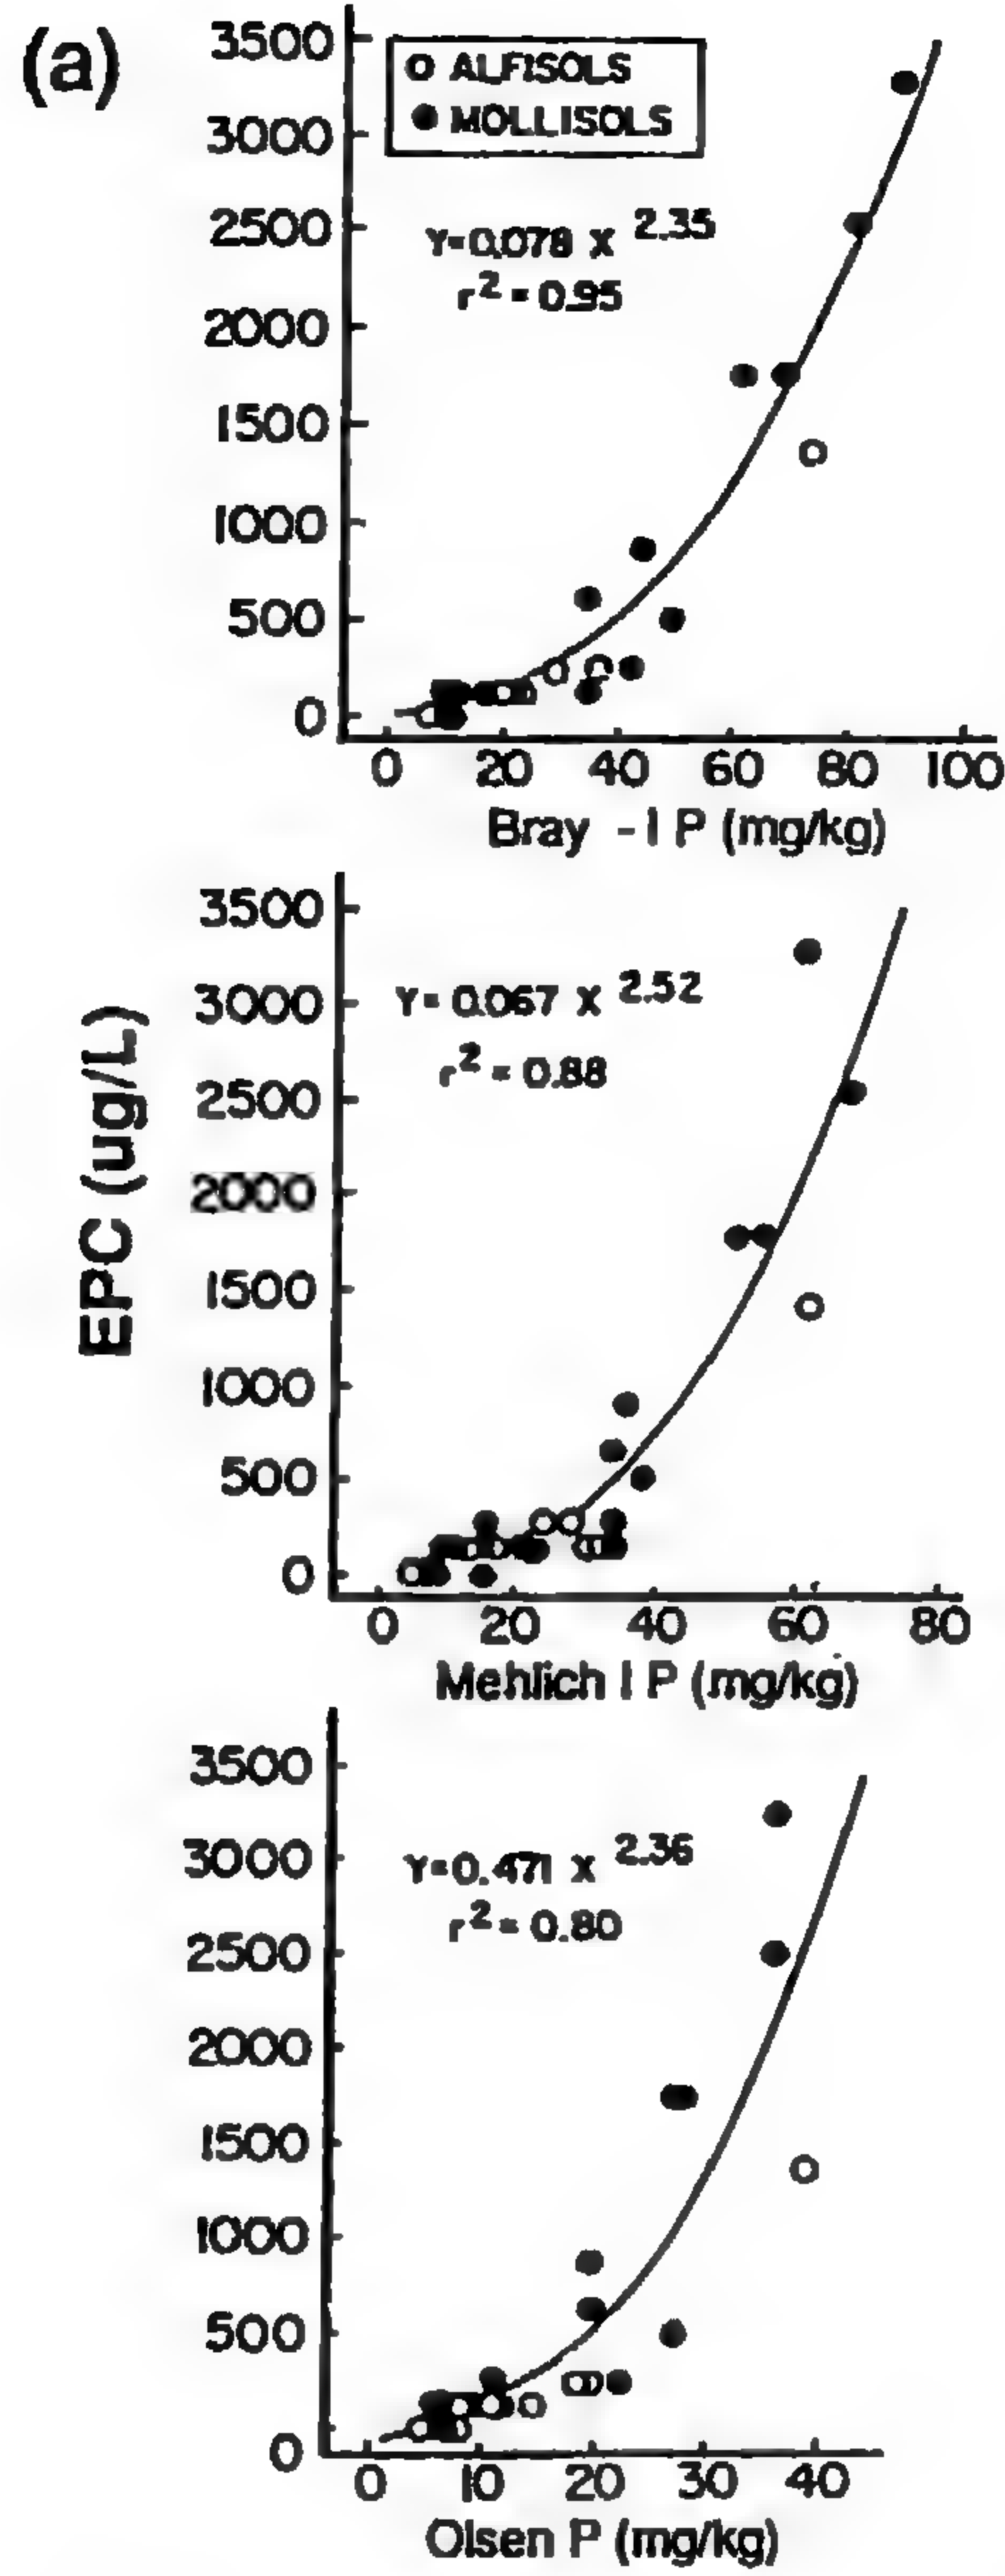 (a)
3500
3000
2500
2000
1500
1000
500
0
O ALFISOLS
● MOLLISOLS
Y=0.078 X 2.35
r2 = 0.95
0 20 40 60 80 100
Bray -I P (mg/kg)
EPC (ug/L)
3500
3000
2500
2000
1500
1000
500
0
Y= 0.067 X 2.52
r2 = 0.88
0 20 40 60 80
Mehlich I P (mg/kg)
3500
3000
2500
2000
1500
1000
500
0
Y=0.471 X 2.36
r2 = 0.80
0 10 20 30 40
Olsen P (mg/kg)